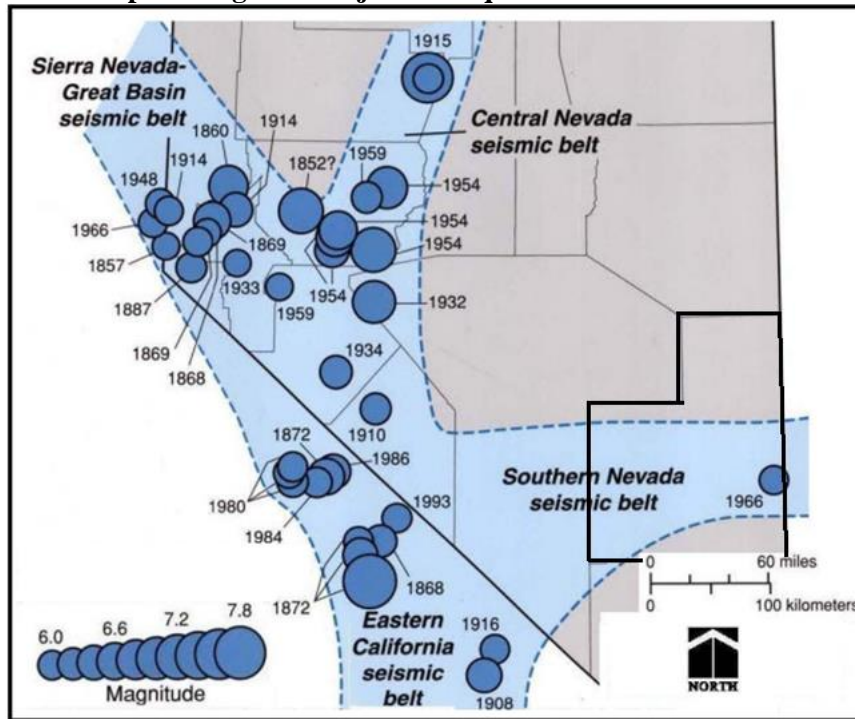 1915
Sierra Nevada-
Great Basin
seismic belt
Central Nevada
seismic belt
1860
1914
1852?
1959
1948
1914
1954
1954
1966
1869
1954
1857
1933
1954
1887
1959
1932
1869
1868
1934
1872
1910
1986
Southern Nevada
seismic belt
1980
1966
1984
1993
0 60 miles
0 100 kilometers
1868
1872
Eastern
California
seismic
belt
1916
1908
6.0 6.6 7.2 7.8
Magnitude
NORTH